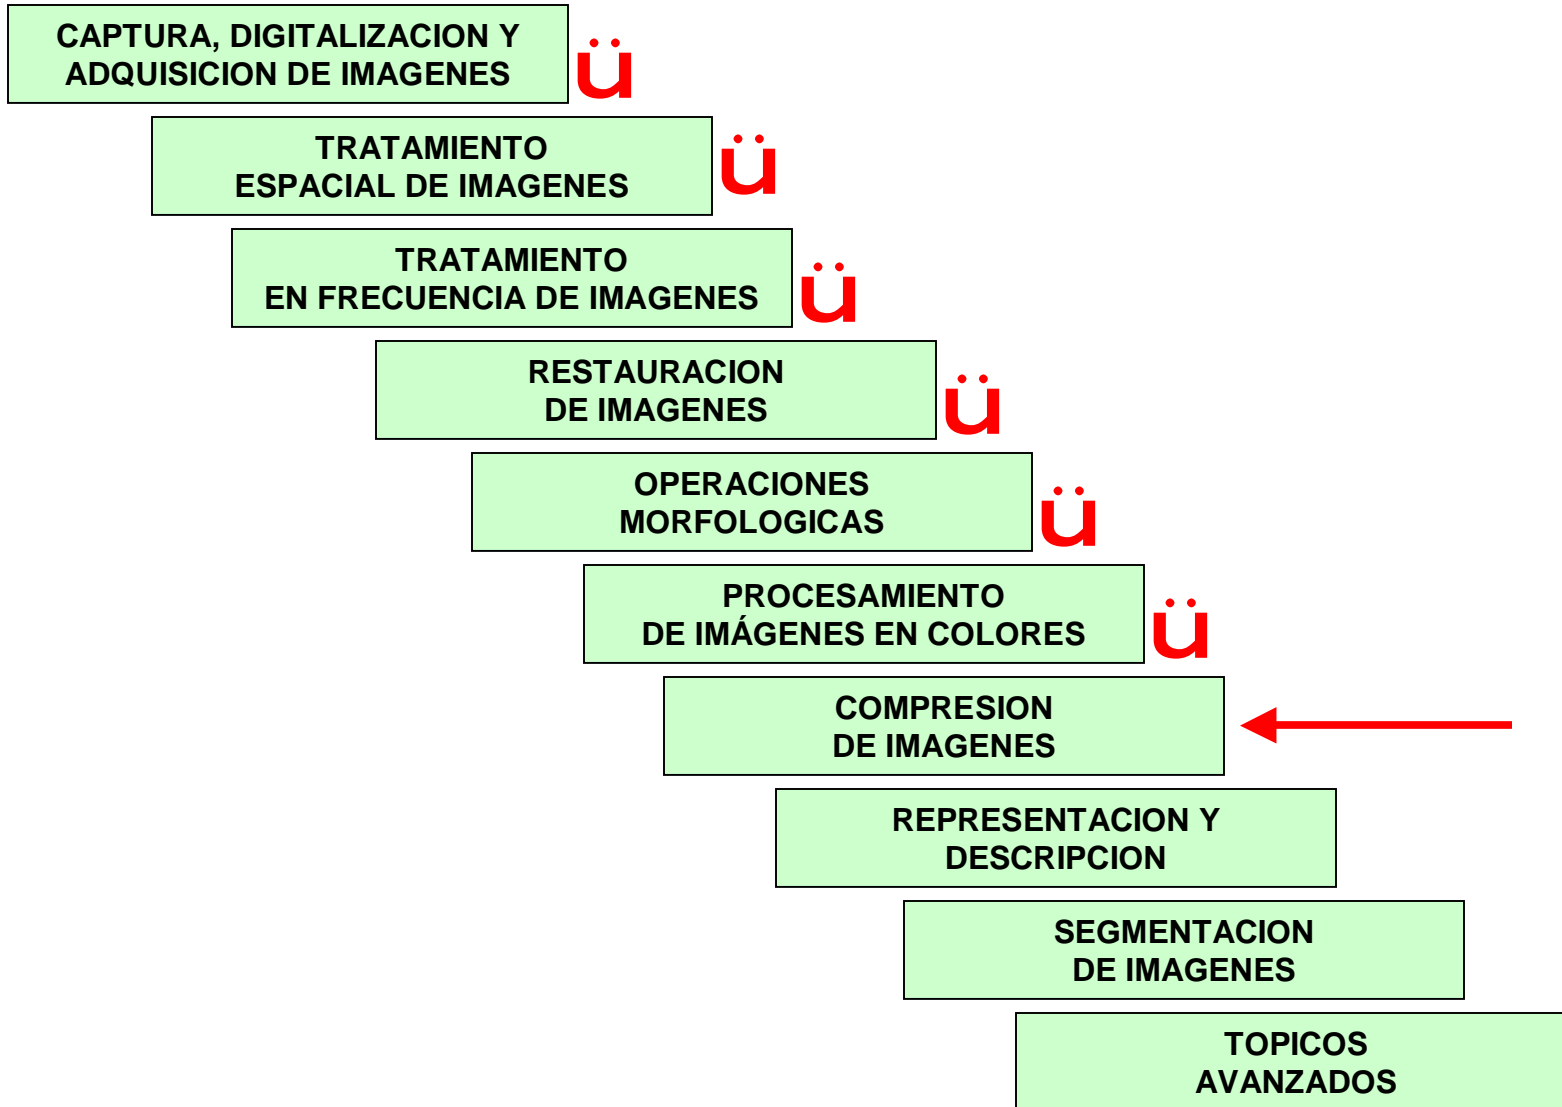 CAPTURA, DIGITALIZACION Y
ADQUISICION DE IMAGENES
ü
TRATAMIENTO
ESPACIAL DE IMAGENES
ü
TRATAMIENTO
EN FRECUENCIA DE IMAGENES
ü
RESTAURACION
DE IMAGENES
ü
OPERACIONES
MORFOLOGICAS
ü
PROCESAMIENTO
DE IMÁGENES EN COLORES
ü
COMPRESION
DE IMAGENES
REPRESENTACION Y
DESCRIPCION
SEGMENTACION
DE IMAGENES
TOPICOS
AVANZADOS